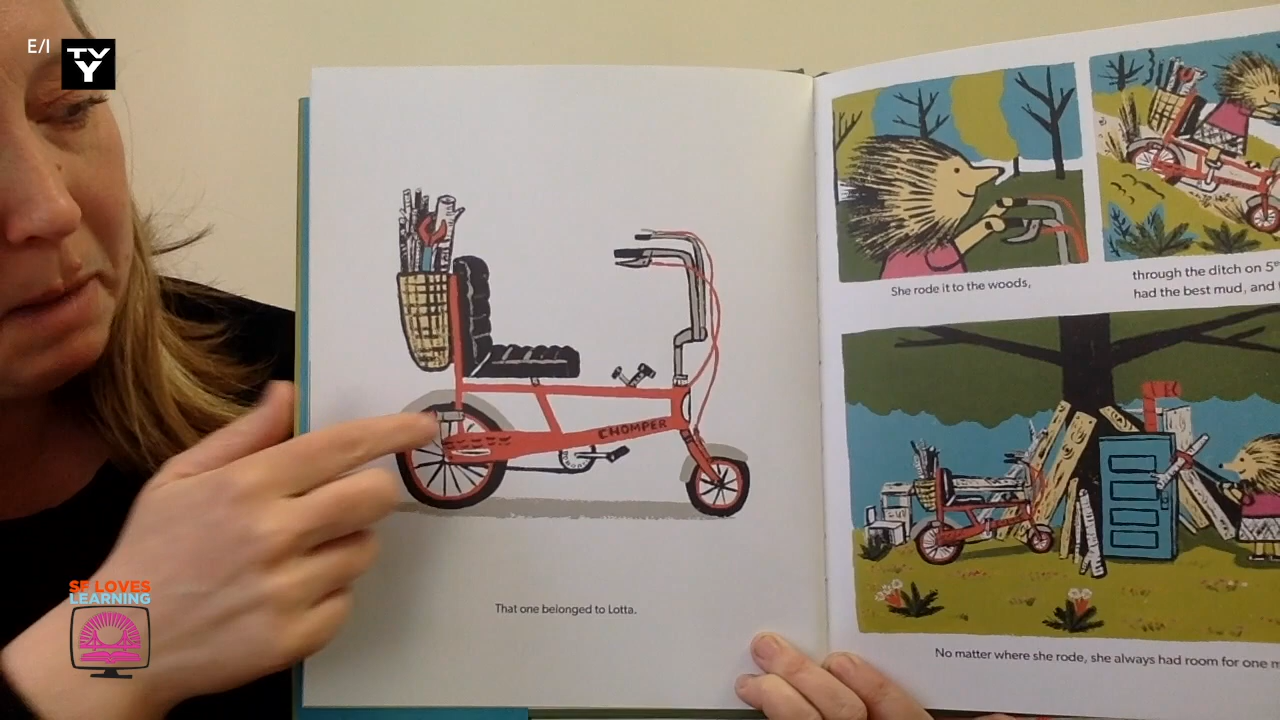 E/I
TV
Y
CHOMPER
That one belonged to Lotta.
She rode it to the woods,
through the ditch on 5
had the best mud, and
No matter where she rode, she always had room for one
SF LOVES
LEARNING